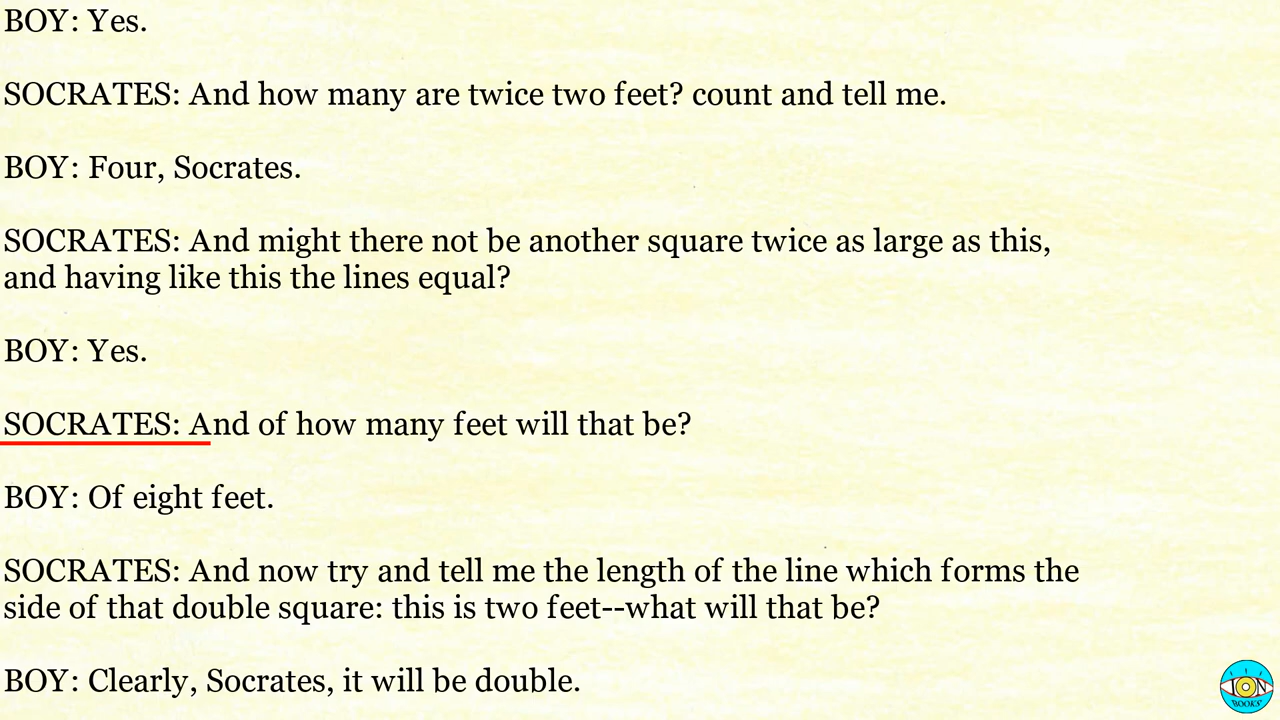 BOY: Yes.
SOCRATES: And how many are twice two feet? count and tell me.
BOY: Four, Socrates.
SOCRATES: And might there not be another square twice as large as this,
and having like this the lines equal?
BOY: Yes.
SOCRATES: And of how many feet will that be?
BOY: Of eight feet.
SOCRATES: And now try and tell me the length of the line which forms the
side of that double square: this is two feet--what will that be?
BOY: Clearly, Socrates, it will be double.
ION
BOOKS